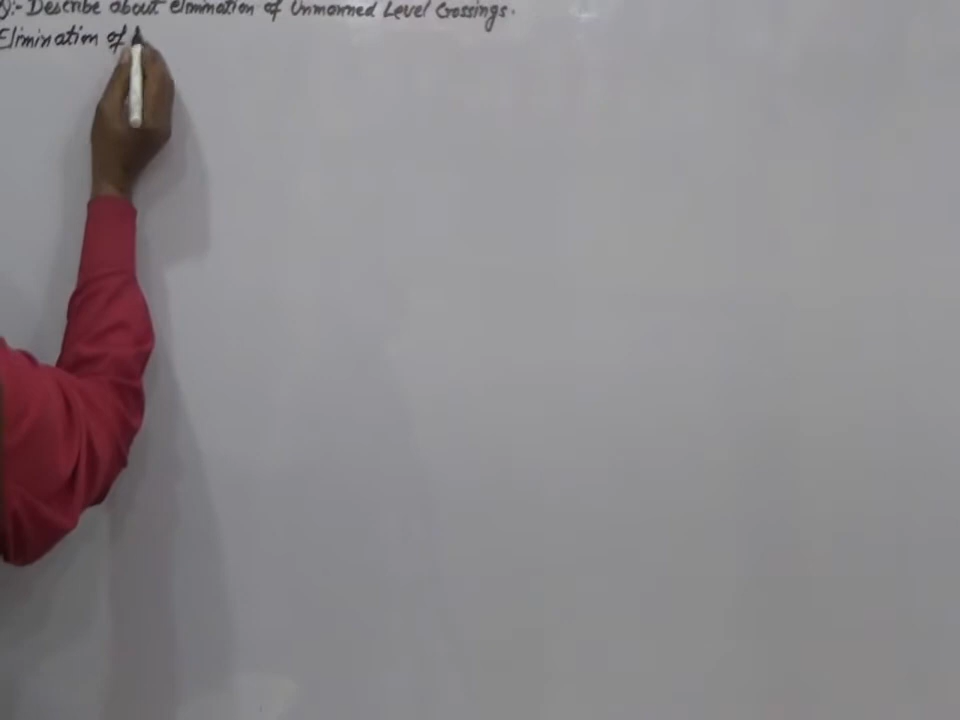 Q:- Describe about elimination of Unmanned Level Crossings.
Elimination of